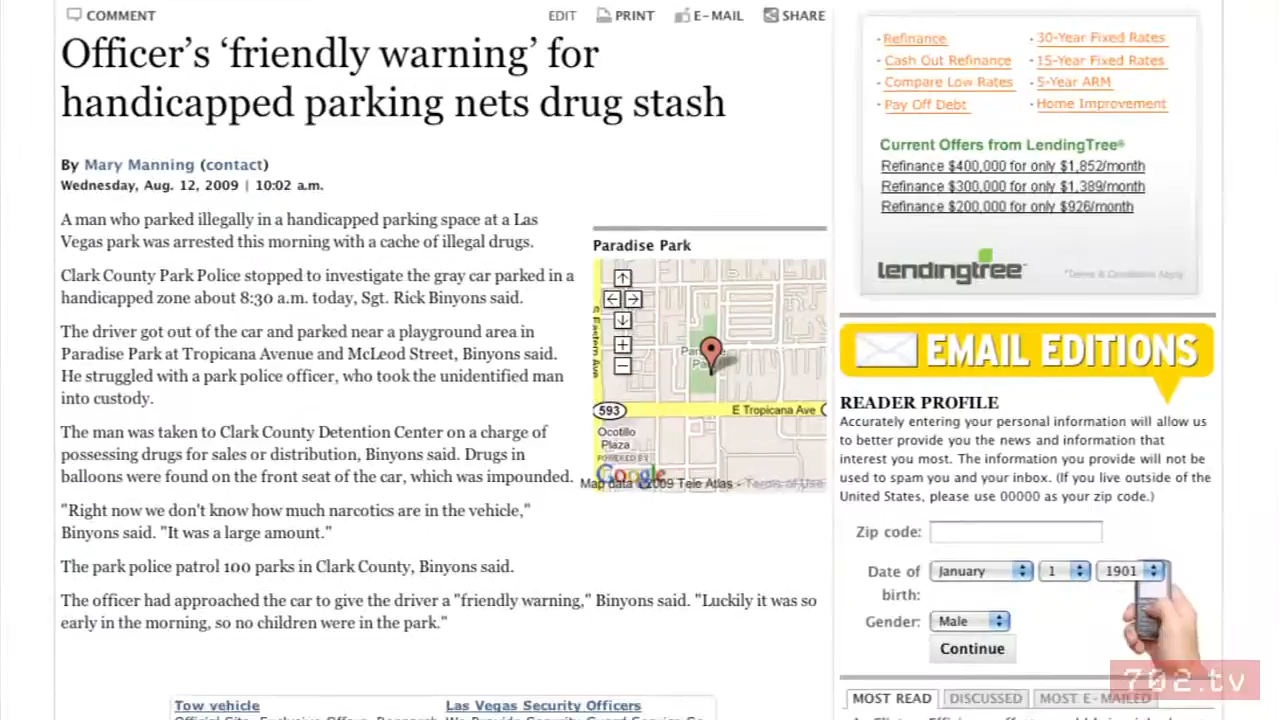 COMMENT
EDIT PRINT E-MAIL SHARE
Officer's 'friendly warning' for
handicapped parking nets drug stash
By Mary Manning (contact)
Wednesday, Aug. 12, 2009 | 10:02 a.m.
A man who parked illegally in a handicapped parking space at a Las
Vegas park was arrested this morning with a cache of illegal drugs.
Clark County Park Police stopped to investigate the gray car parked in a
handicapped zone about 8:30 a.m. today, Sgt. Rick Binyons said.
The driver got out of the car and parked near a playground area in
Paradise Park at Tropicana Avenue and McLeod Street, Binyons said.
He struggled with a park police officer, who took the unidentified man
into custody.
The man was taken to Clark County Detention Center on a charge of
possessing drugs for sales or distribution, Binyons said. Drugs in
balloons were found on the front seat of the car, which was impounded.
"Right now we don't know how much narcotics are in the vehicle,"
Binyons said. "It was a large amount."
The park police patrol 100 parks in Clark County, Binyons said.
The officer had approached the car to give the driver a "friendly warning," Binyons said. "Luckily it was so
early in the morning, so no children were in the park."
Paradise Park
S Eastern Ave
593
E Tropicana Ave
Ocotillo
Plaza
POWERED BY
Google
Map data ©2009 Tele Atlas - Terms of Use
Tow vehicle
Las Vegas Security Officers
· Refinance
· Cash Out Refinance
· Compare Low Rates
· Pay Off Debt
· 30-Year Fixed Rates
· 15-Year Fixed Rates
· 5-Year ARM
· Home Improvement
Current Offers from LendingTree®
Refinance $400,000 for only $1,852/month
Refinance $300,000 for only $1,389/month
Refinance $200,000 for only $926/month
lendingtree
*Terms & Conditions Apply
EMAIL EDITIONS
READER PROFILE
Accurately entering your personal information will allow us
to better provide you the news and information that
interest you most. The information you provide will not be
used to spam you and your inbox. (If you live outside of the
United States, please use 00000 as your zip code.)
Zip code:
Date of
birth:
January 1 1901
Gender: Male
Continue
MOST READ DISCUSSED MOST E-MAILED
702.tv